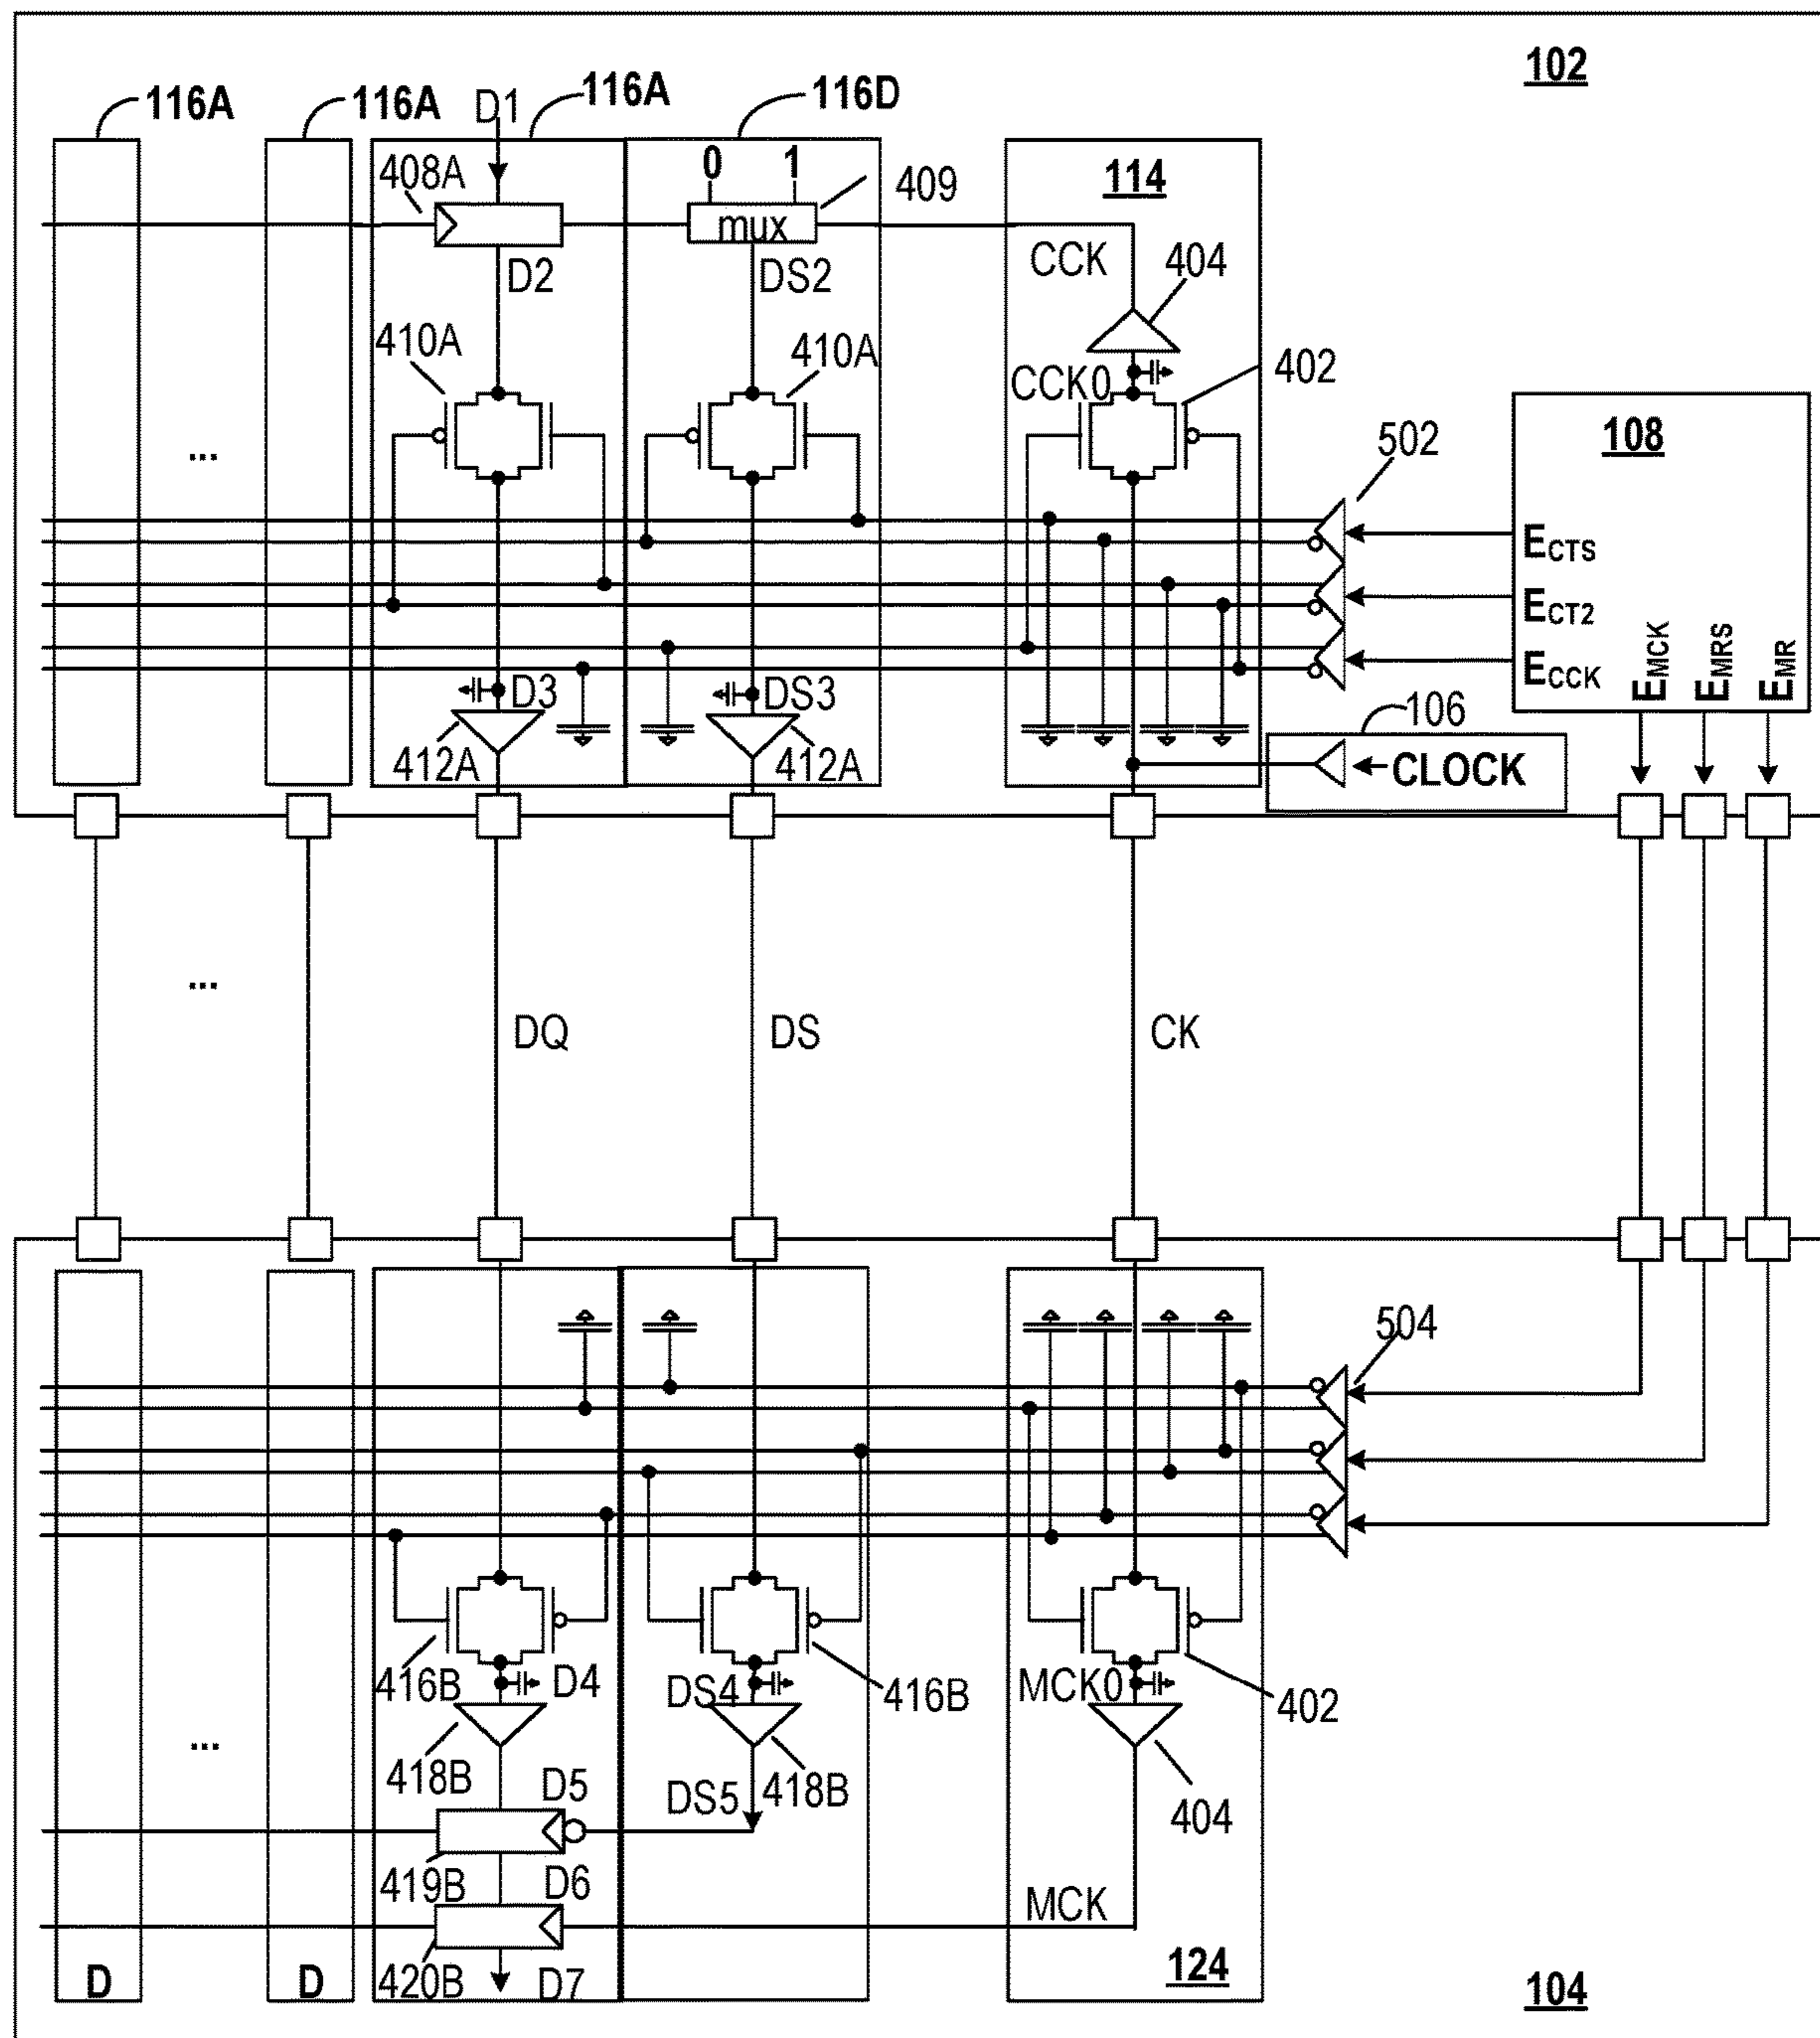 102
116A 116A 116A 116D
D1
0 1
114
408A
409
mux
D2 DS2 CCK 404
410A 410A 402
CCK0
108
502
...
ECTS
ECT2
ECCK
EMCK EMRS EMR
D3 DS3
106
412A 412A
CLOCK
...
DQ DS CK
504
416B D4 DS4 416B MCK0 402
...
418B D5 DS5 418B 404
419B D6
MCK
420B D7
D D
124
104